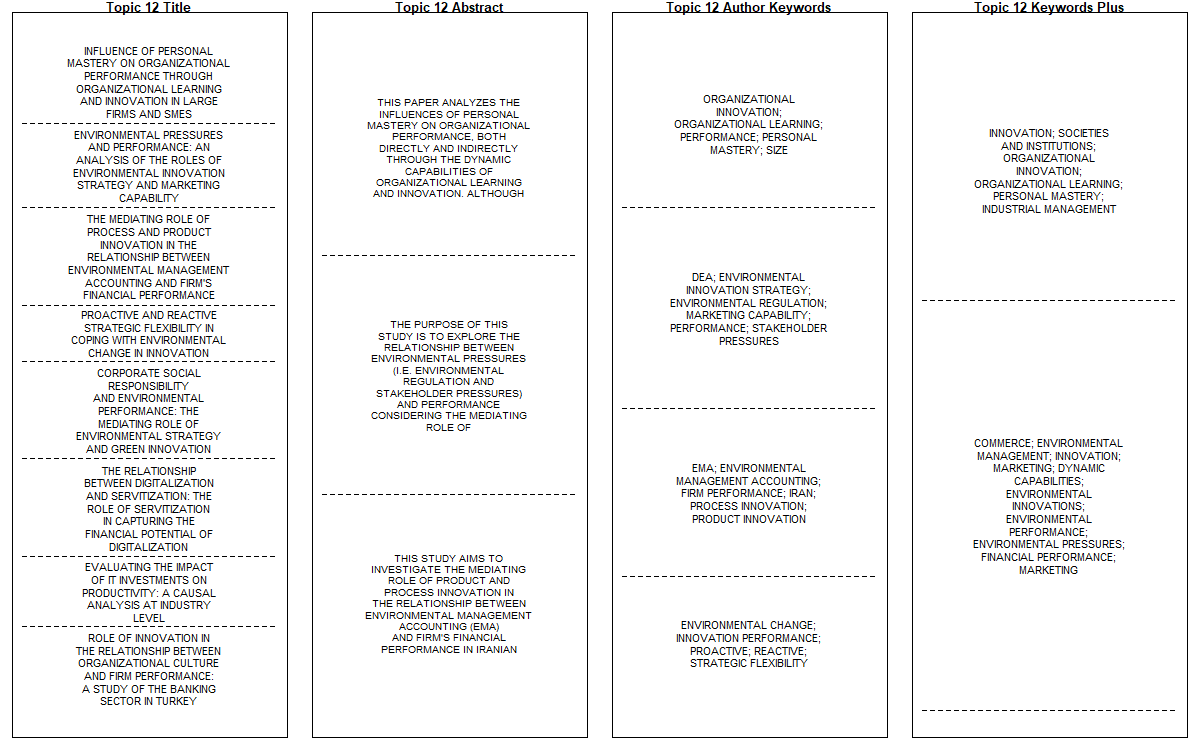 Topic 12 Title
INFLUENCE OF PERSONAL
MASTERY ON ORGANIZATIONAL
PERFORMANCE THROUGH
ORGANIZATIONAL LEARNING
AND INNOVATION IN LARGE
FIRMS AND SMES
ENVIRONMENTAL PRESSURES
AND PERFORMANCE: AN
ANALYSIS OF THE ROLES OF
ENVIRONMENTAL INNOVATION
STRATEGY AND MARKETING
CAPABILITY
THE MEDIATING ROLE OF
PROCESS AND PRODUCT
INNOVATION IN THE
RELATIONSHIP BETWEEN
ENVIRONMENTAL MANAGEMENT
ACCOUNTING AND FIRM'S
FINANCIAL PERFORMANCE
PROACTIVE AND REACTIVE
STRATEGIC FLEXIBILITY IN
COPING WITH ENVIRONMENTAL
CHANGE IN INNOVATION
CORPORATE SOCIAL
RESPONSIBILITY
AND ENVIRONMENTAL
PERFORMANCE: THE
MEDIATING ROLE OF
ENVIRONMENTAL STRATEGY
AND GREEN INNOVATION
THE RELATIONSHIP
BETWEEN DIGITALIZATION
AND SERVITIZATION: THE
ROLE OF SERVITIZATION
IN CAPTURING THE
FINANCIAL POTENTIAL OF
DIGITALIZATION
EVALUATING THE IMPACT
OF IT INVESTMENTS ON
PRODUCTIVITY: A CAUSAL
ANALYSIS AT INDUSTRY
LEVEL
ROLE OF INNOVATION IN
THE RELATIONSHIP BETWEEN
ORGANIZATIONAL CULTURE
AND FIRM PERFORMANCE:
A STUDY OF THE BANKING
SECTOR IN TURKEY
Topic 12 Abstract
THIS PAPER ANALYZES THE
INFLUENCES OF PERSONAL
MASTERY ON ORGANIZATIONAL
PERFORMANCE, BOTH
DIRECTLY AND INDIRECTLY
THROUGH THE DYNAMIC
CAPABILITIES OF
ORGANIZATIONAL LEARNING
AND INNOVATION. ALTHOUGH
THE PURPOSE OF THIS
STUDY IS TO EXPLORE THE
RELATIONSHIP BETWEEN
ENVIRONMENTAL PRESSURES
(I.E. ENVIRONMENTAL
REGULATION AND
STAKEHOLDER PRESSURES)
AND PERFORMANCE
CONSIDERING THE MEDIATING
ROLE OF
THIS STUDY AIMS TO
INVESTIGATE THE MEDIATING
ROLE OF PRODUCT AND
PROCESS INNOVATION IN
THE RELATIONSHIP BETWEEN
ENVIRONMENTAL MANAGEMENT
ACCOUNTING (EMA)
AND FIRM'S FINANCIAL
PERFORMANCE IN IRANIAN
Topic 12 Author Keywords
ORGANIZATIONAL
INNOVATION;
ORGANIZATIONAL LEARNING;
PERFORMANCE; PERSONAL
MASTERY; SIZE
DEA; ENVIRONMENTAL
INNOVATION STRATEGY;
ENVIRONMENTAL REGULATION;
MARKETING CAPABILITY;
PERFORMANCE; STAKEHOLDER
PRESSURES
EMA; ENVIRONMENTAL
MANAGEMENT ACCOUNTING;
FIRM PERFORMANCE; IRAN;
PROCESS INNOVATION;
PRODUCT INNOVATION
ENVIRONMENTAL CHANGE;
INNOVATION PERFORMANCE;
PROACTIVE; REACTIVE;
STRATEGIC FLEXIBILITY
Topic 12 Keywords Plus
INNOVATION; SOCIETIES
AND INSTITUTIONS;
ORGANIZATIONAL
INNOVATION;
ORGANIZATIONAL LEARNING;
PERSONAL MASTERY;
INDUSTRIAL MANAGEMENT
COMMERCE; ENVIRONMENTAL
MANAGEMENT; INNOVATION;
MARKETING; DYNAMIC
CAPABILITIES;
ENVIRONMENTAL
INNOVATIONS;
ENVIRONMENTAL
PERFORMANCE;
ENVIRONMENTAL PRESSURES;
FINANCIAL PERFORMANCE;
MARKETING